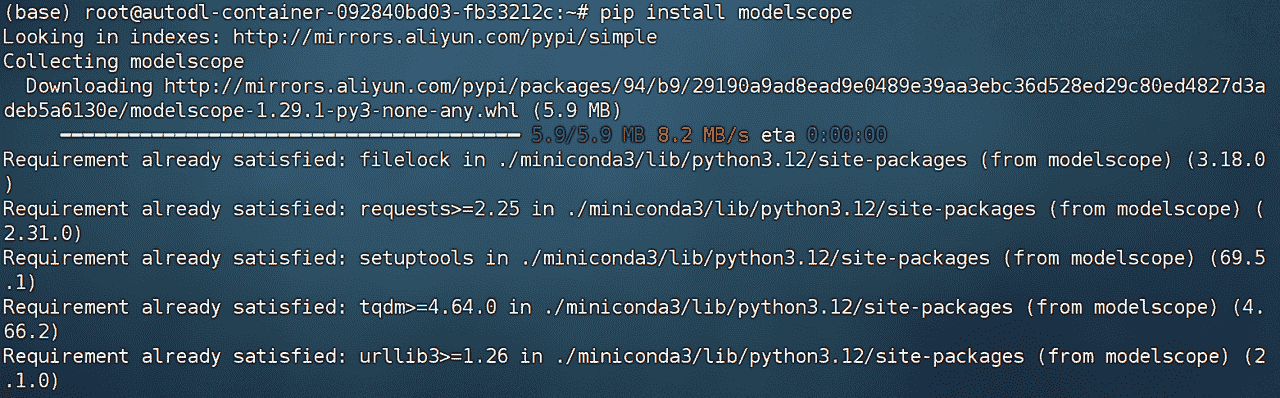 (base) root@autodl-container-092840bd03-fb33212c:~# pip install modelscope
Looking in indexes: http://mirrors.aliyun.com/pypi/simple
Collecting modelscope
  Downloading http://mirrors.aliyun.com/pypi/packages/94/b9/29190a9ad8ead9e0489e39aa3ebc36d528ed29c80ed4827d3a
deb5a6130e/modelscope-1.29.1-py3-none-any.whl (5.9 MB)
     ━━━━━━━━━━━━━━━━━━━━━━━━━━━━━━━━━━━━━━━━ 5.9/5.9 MB 8.2 MB/s eta 0:00:00
Requirement already satisfied: filelock in ./miniconda3/lib/python3.12/site-packages (from modelscope) (3.18.0
)
Requirement already satisfied: requests>=2.25 in ./miniconda3/lib/python3.12/site-packages (from modelscope) (
2.31.0)
Requirement already satisfied: setuptools in ./miniconda3/lib/python3.12/site-packages (from modelscope) (69.5
.1)
Requirement already satisfied: tqdm>=4.64.0 in ./miniconda3/lib/python3.12/site-packages (from modelscope) (4.
66.2)
Requirement already satisfied: urllib3>=1.26 in ./miniconda3/lib/python3.12/site-packages (from modelscope) (2
.1.0)